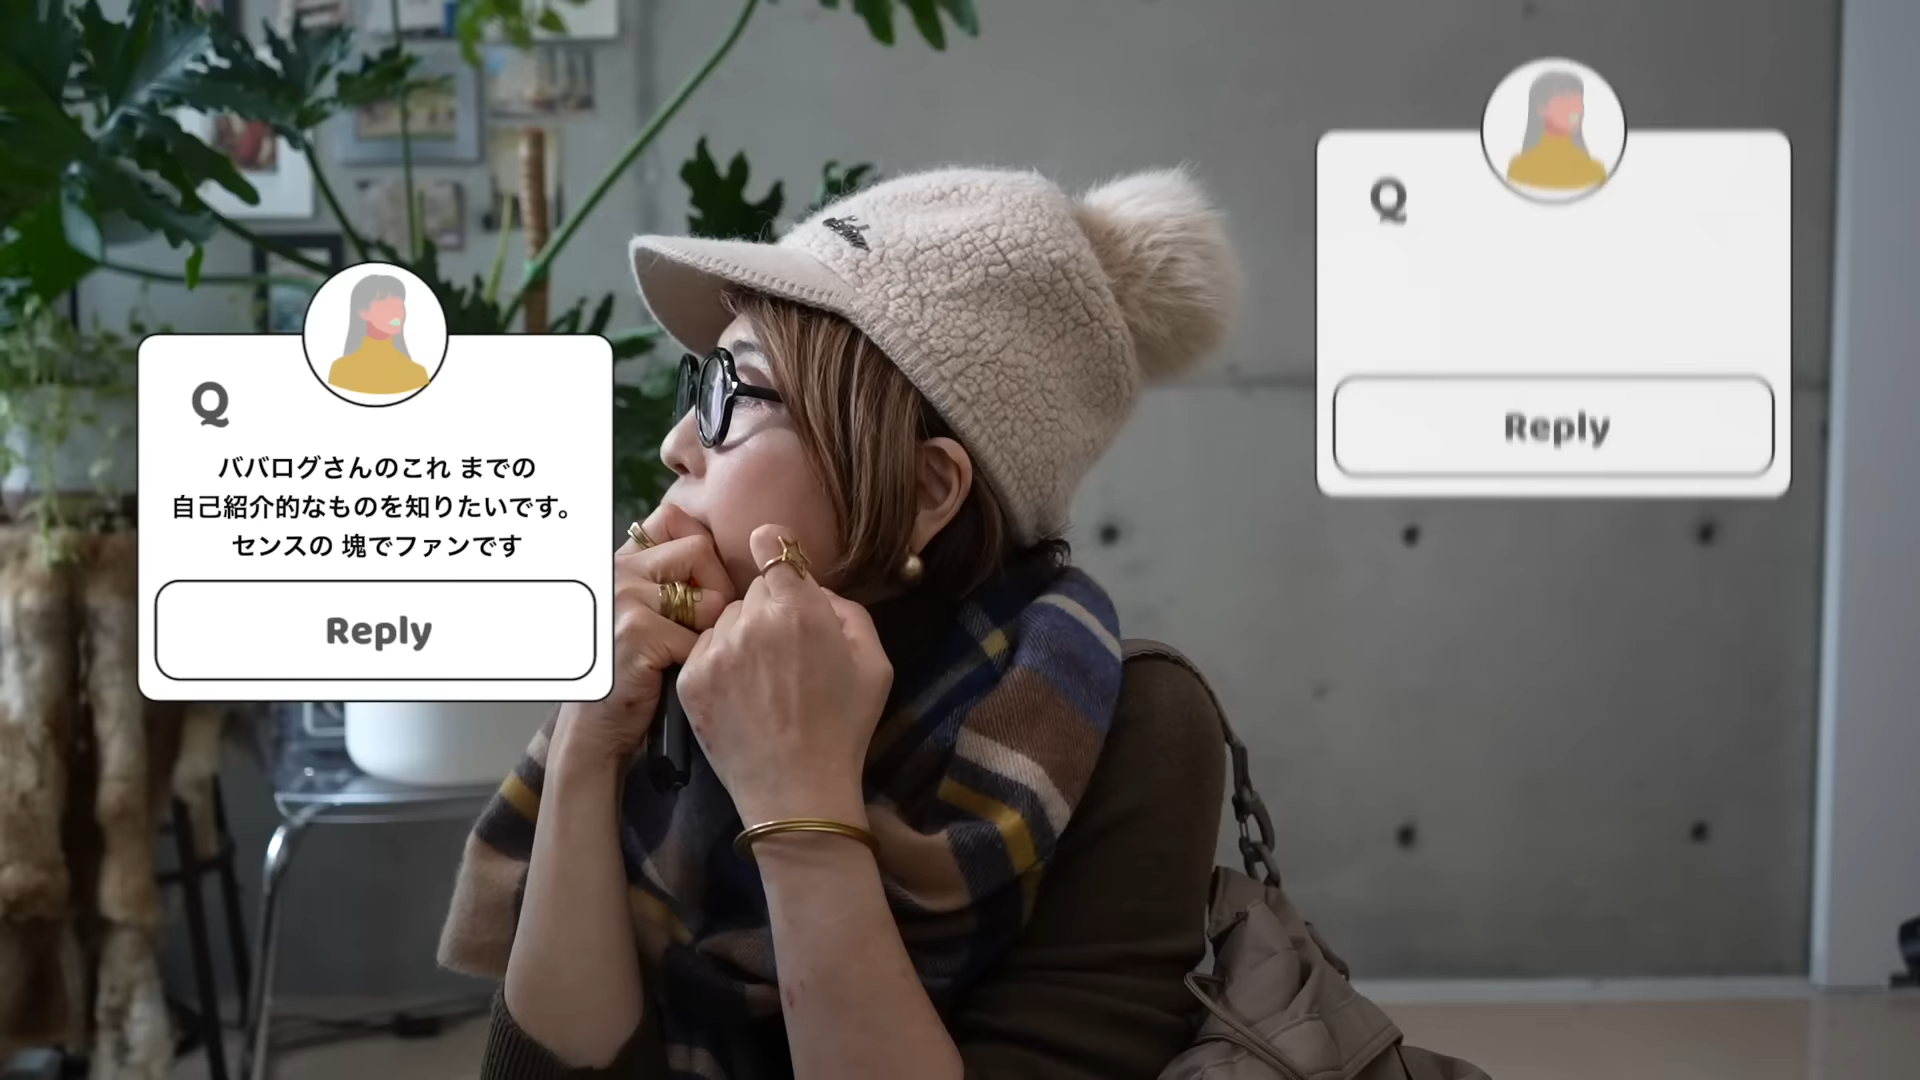 Q
ババログさんのこれ までの
自己紹介的なものを知りたいです。
センスの 塊でファンです
Reply
Q
Reply